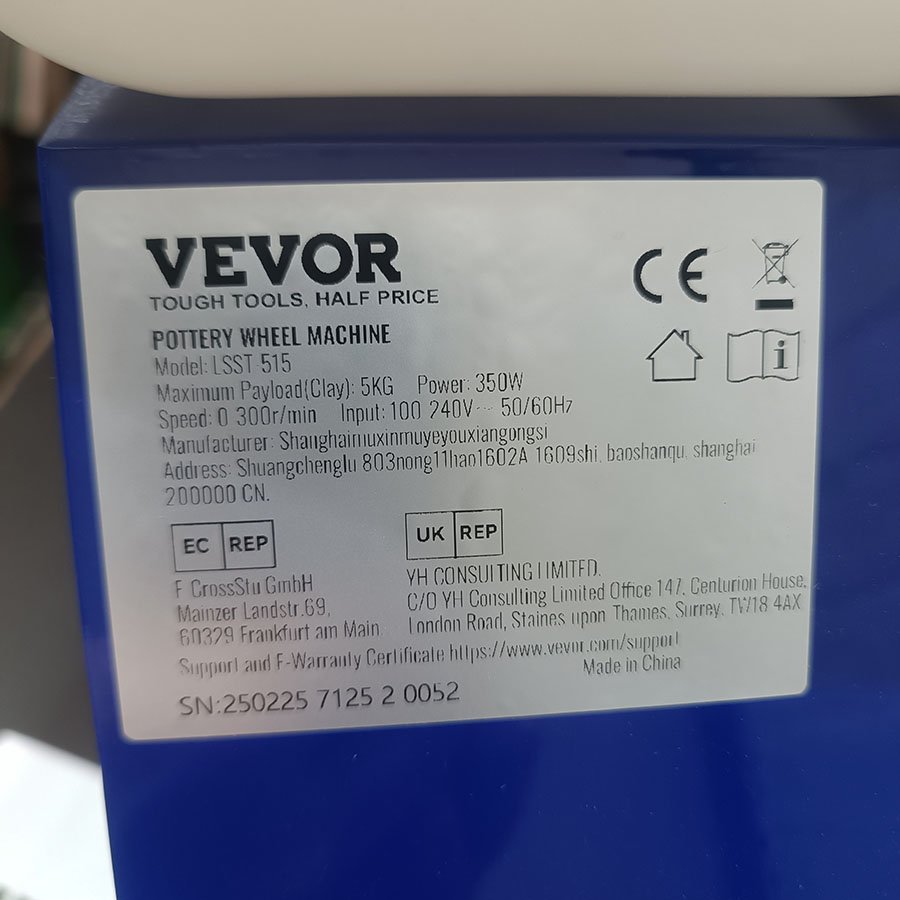 VEVOR
TOUGH TOOLS, HALF PRICE
CE
POTTERY WHEEL MACHINE
Model: LSST-515
Maximum Payload(Clay): 5KG Power: 350W
Speed: 0-300r/min Input: 100-240V~ 50/60Hz
Manufacturer: Shanghaimuxinmuyeyouxiangongsi
Address: Shuangchenglu 803nong11hao1602A-1609shi, baoshanqu, shanghai
200000 CN.
EC REP
E-CrossStu GmbH
Mainzer Landstr.69,
60329 Frankfurt am Main.
UK REP
YH CONSULTING LIMITED.
C/O YH Consulting Limited Office 147, Centurion House,
London Road, Staines-upon-Thames, Surrey, TW18 4AX
Support and E-Warranty Certificate https://www.vevor.com/support
Made in China
SN:250225 7125 2 0052